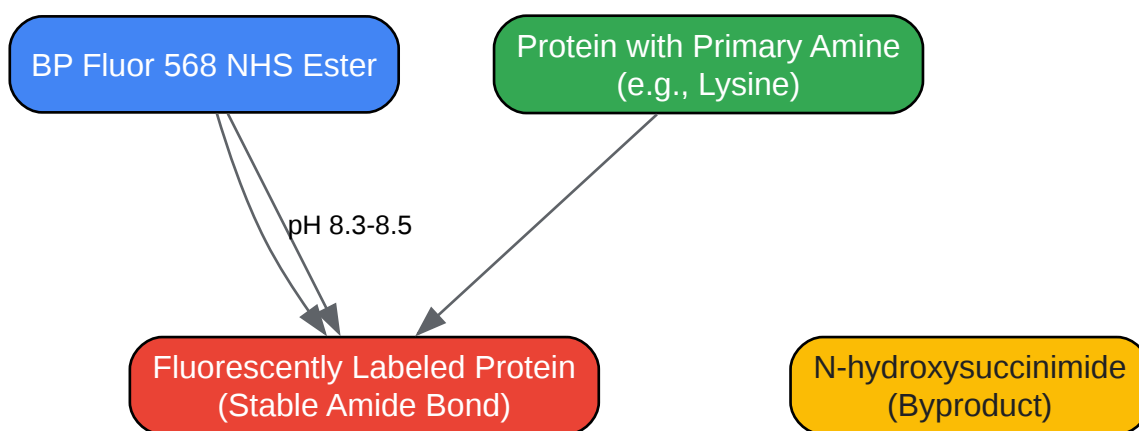 BP Fluor 568 NHS Ester
Protein with Primary Amine
(e.g., Lysine)
pH 8.3-8.5
Fluorescently Labeled Protein
(Stable Amide Bond)
N-hydroxysuccinimide
(Byproduct)